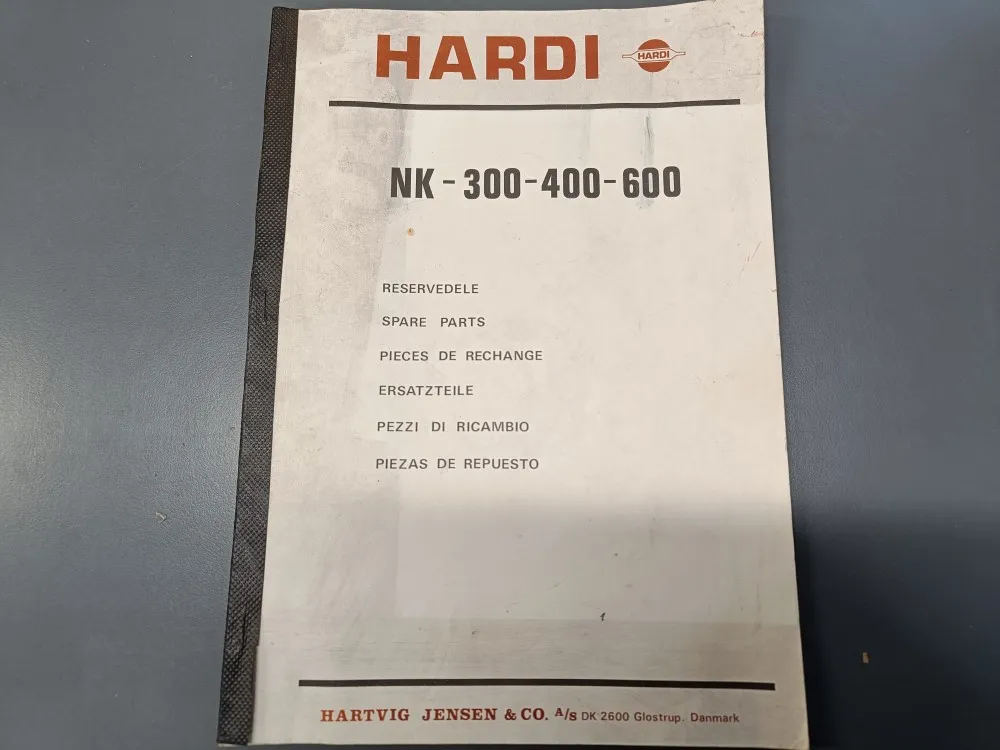 HARDI
HARDI
NK - 300-400-600
RESERVEDELE
SPARE PARTS
PIECES DE RECHANGE
ERSATZTEILE
PEZZI DI RICAMBIO
PIEZAS DE REPUESTO
HARTVIG JENSEN & CO. A/S DK 2600 Glostrup. Danmark